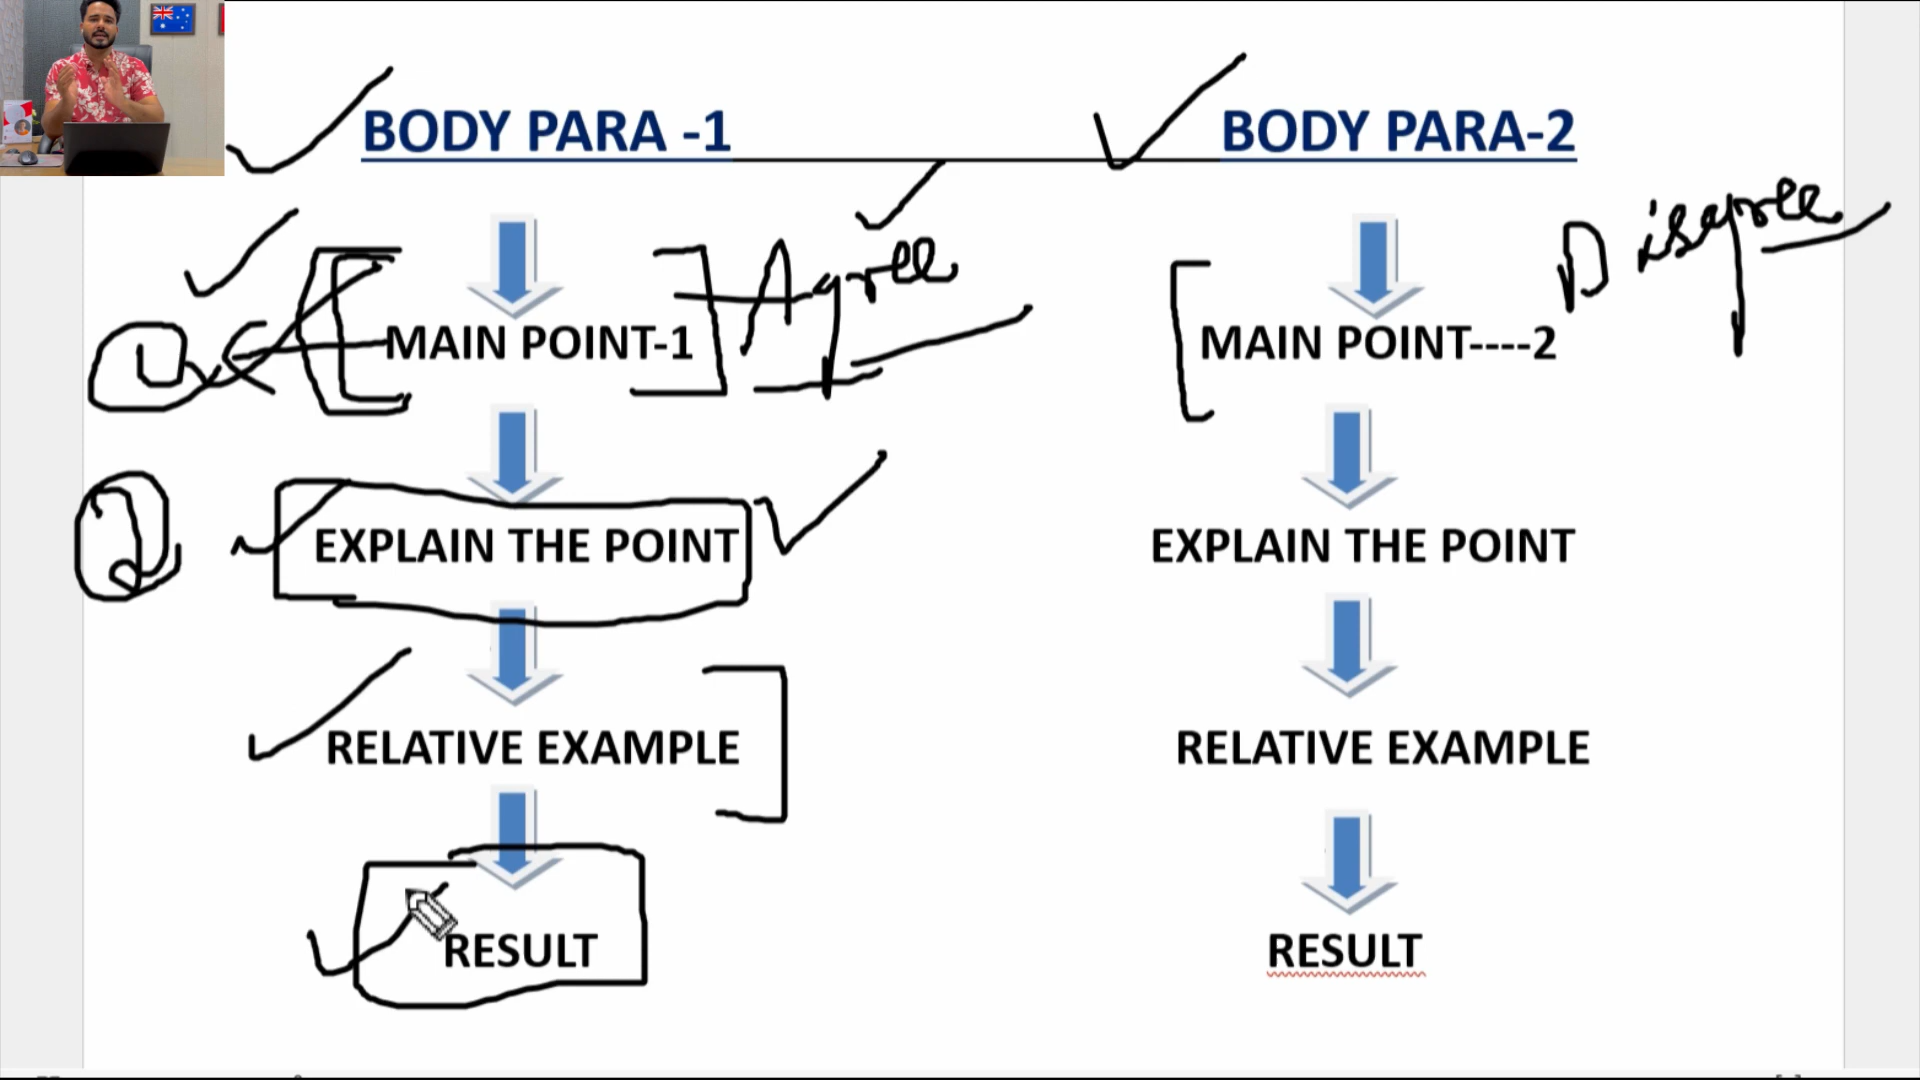 BODY PARA -1
BODY PARA-2
Agree
Disagree
MAIN POINT-1
MAIN POINT----2
EXPLAIN THE POINT
EXPLAIN THE POINT
RELATIVE EXAMPLE
RELATIVE EXAMPLE
RESULT
RESULT